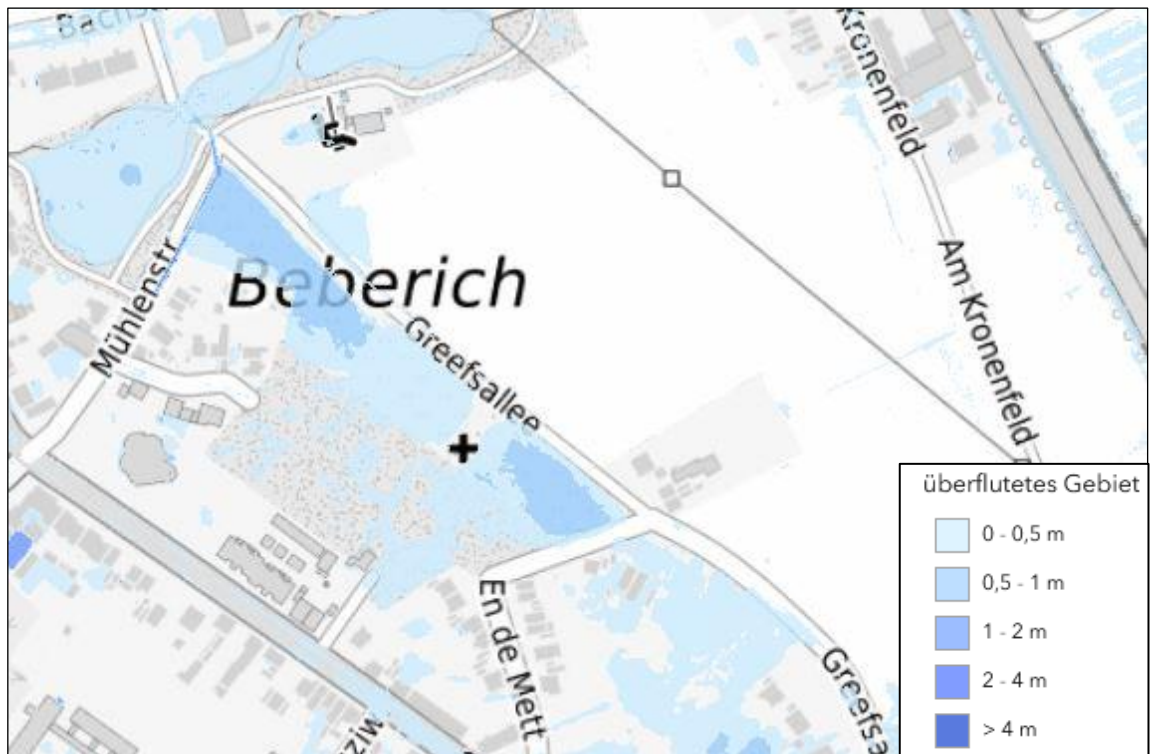 Bachstr
Kronenfeld
Mühlenstr
Beberich
Greefsallee
Am Kronenfeld
En de Mett
Greefsa
überflutetes Gebiet
0 - 0,5 m
0,5 - 1 m
1 - 2 m
2 - 4 m
> 4 m